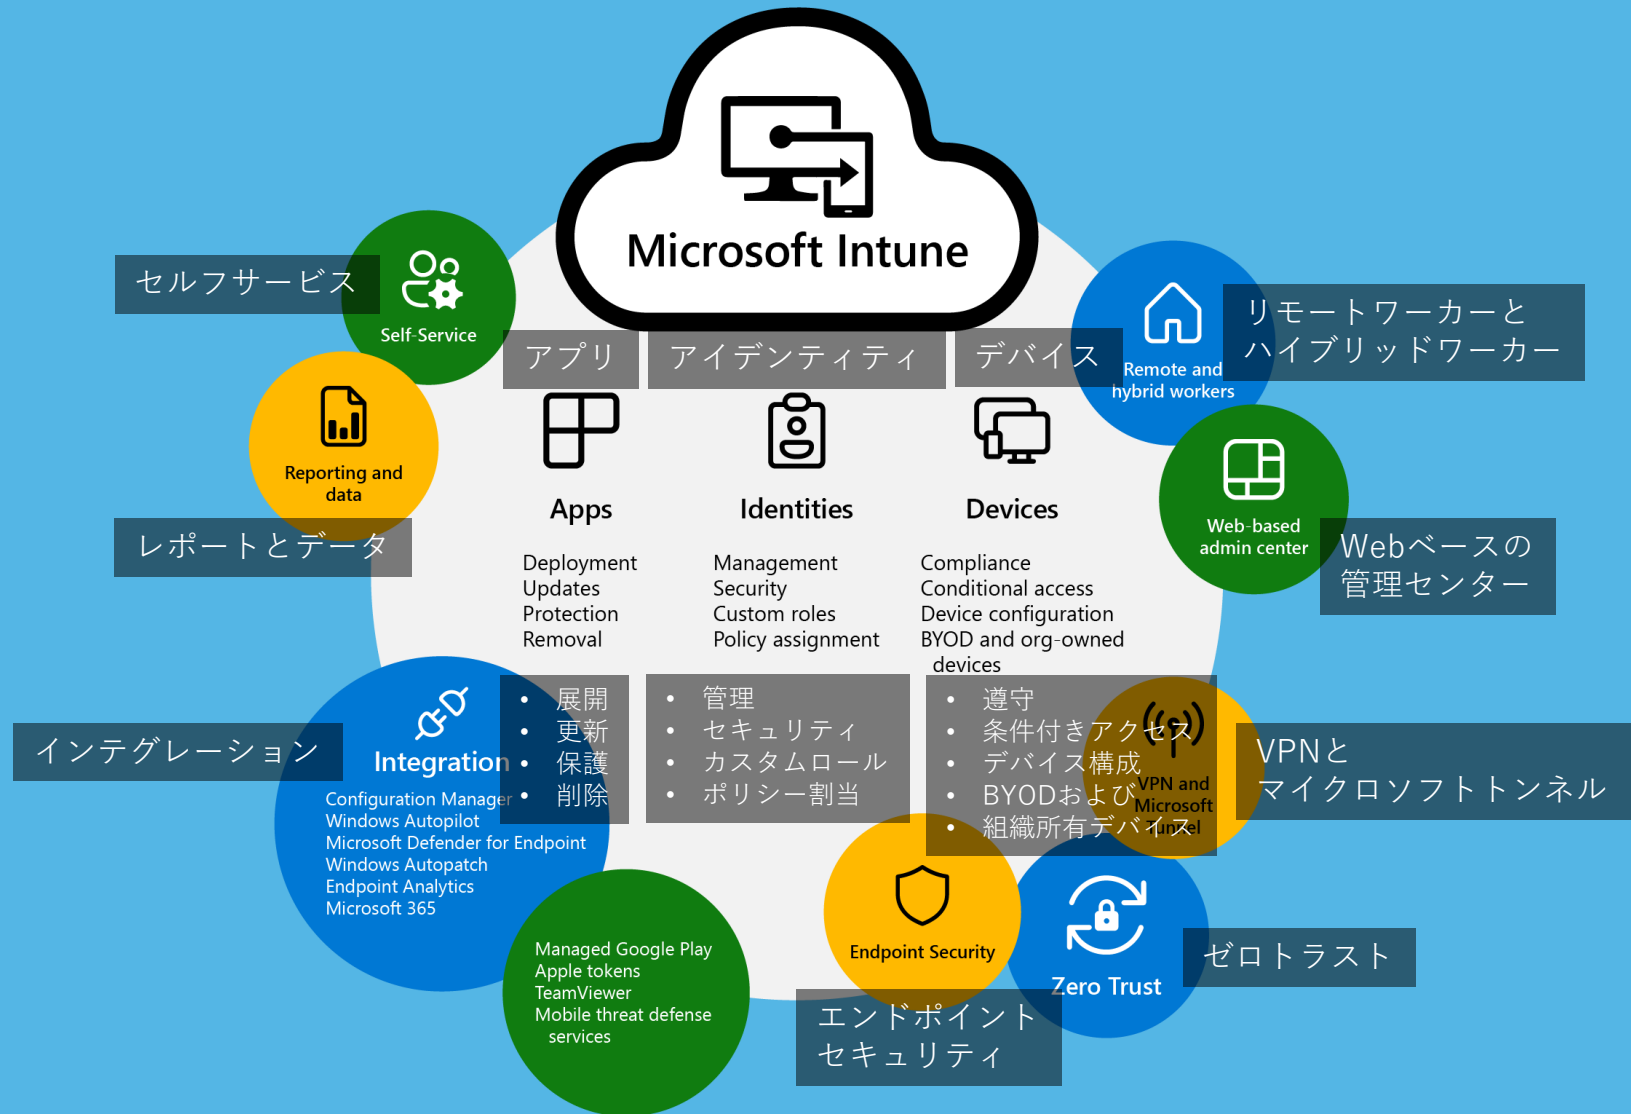 Microsoft Intune
セルフサービス
Self-Service
リモートワーカーと
ハイブリッドワーカー
Remote and
hybrid workers
アプリ
アイデンティティ
デバイス
Reporting and
data
レポートとデータ
Web-based
admin center
Webベースの
管理センター
Apps
Deployment
Updates
Protection
Removal
Identities
Management
Security
Custom roles
Policy assignment
Devices
Compliance
Conditional access
Device configuration
BYOD and org-owned
devices
• 展開
• 更新
• 保護
• 削除
• 管理
• セキュリティ
• カスタムロール
• ポリシー割当
• 遵守
• 条件付きアクセス
• デバイス構成
• BYODおよび
• 組織所有デバイス
インテグレーション
Integration
Configuration Manager
Windows Autopilot
Microsoft Defender for Endpoint
Windows Autopatch
Endpoint Analytics
Microsoft 365
VPN and
Microsoft
Tunnel
VPNと
マイクロソフトトンネル
Managed Google Play
Apple tokens
TeamViewer
Mobile threat defense
services
Endpoint Security
エンドポイント
セキュリティ
Zero Trust
ゼロトラスト